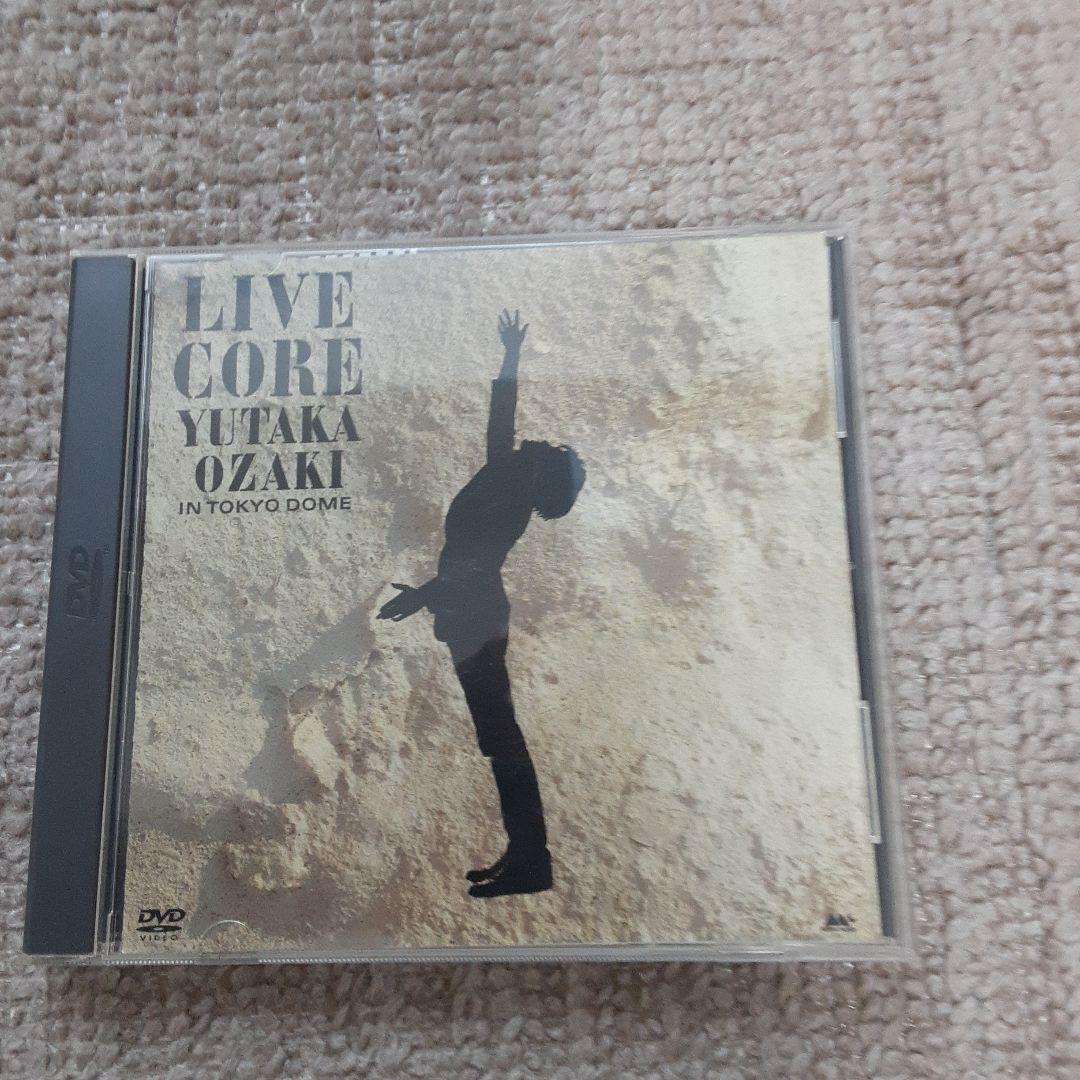 LIVE
CORE
YUTAKA
OZAKI
IN TOKYO DOME
DVD
DVD
VIDEO